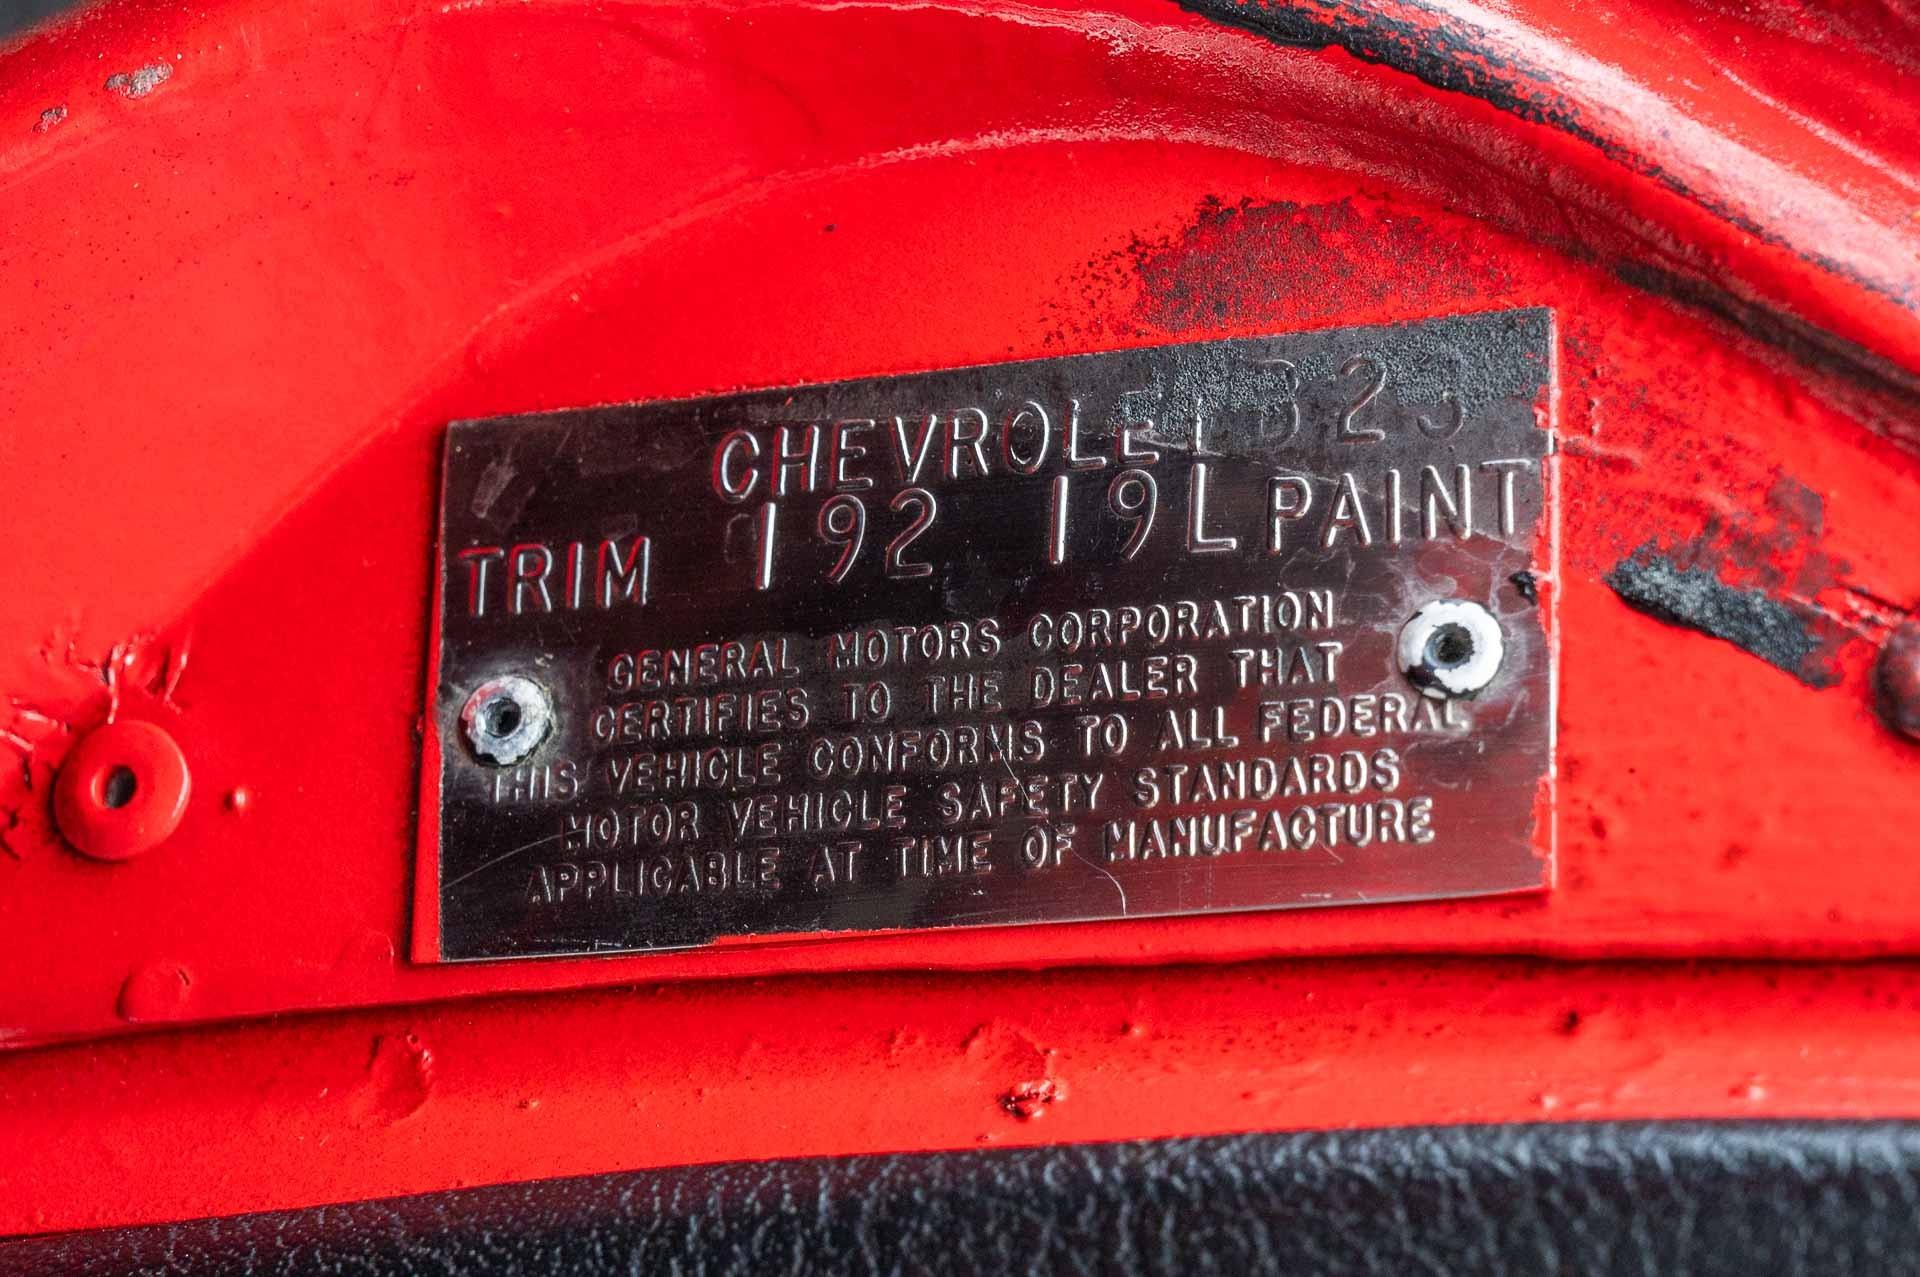 CHEVROLET B23
TRIM 192 19L PAINT
GENERAL MOTORS CORPORATION
CERTIFIES TO THE DEALER THAT
THIS VEHICLE CONFORMS TO ALL FEDERAL
MOTOR VEHICLE SAFETY STANDARDS
APPLICABLE AT TIME OF MANUFACTURE